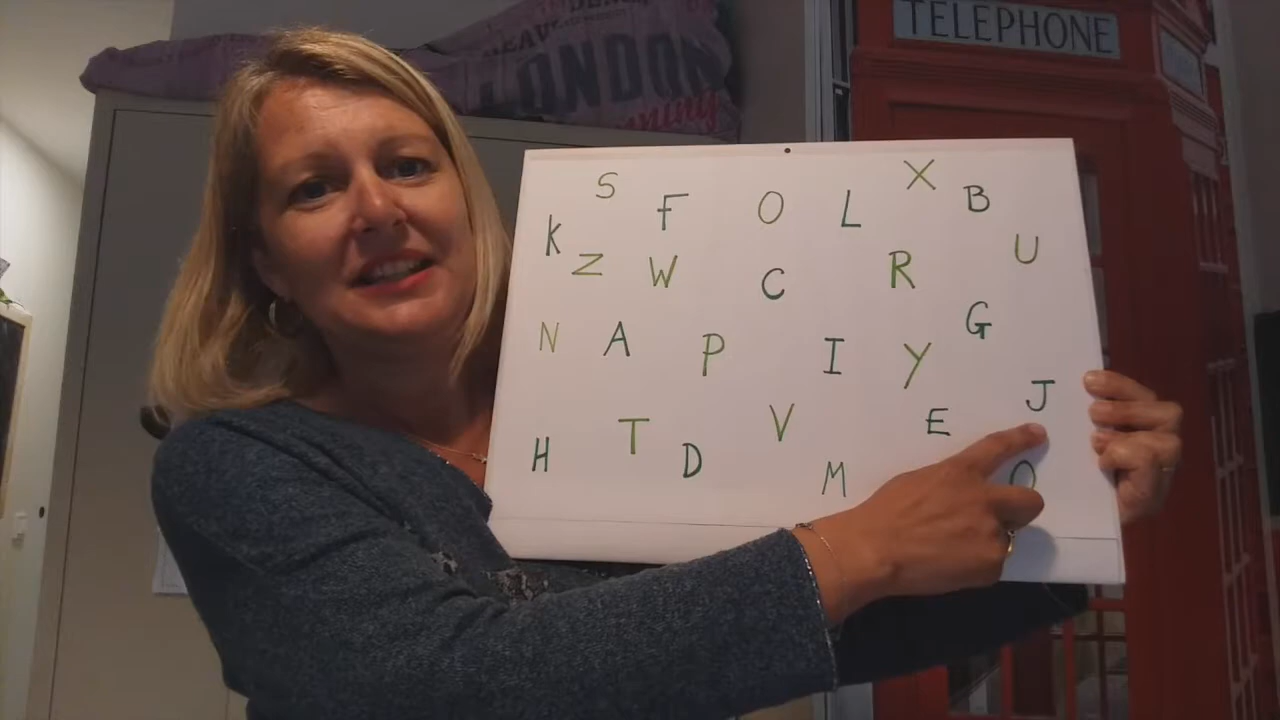 TELEPHONE
LONDON
S F O L X B
K Z W C R U
N A P I Y G
H T D V M E J